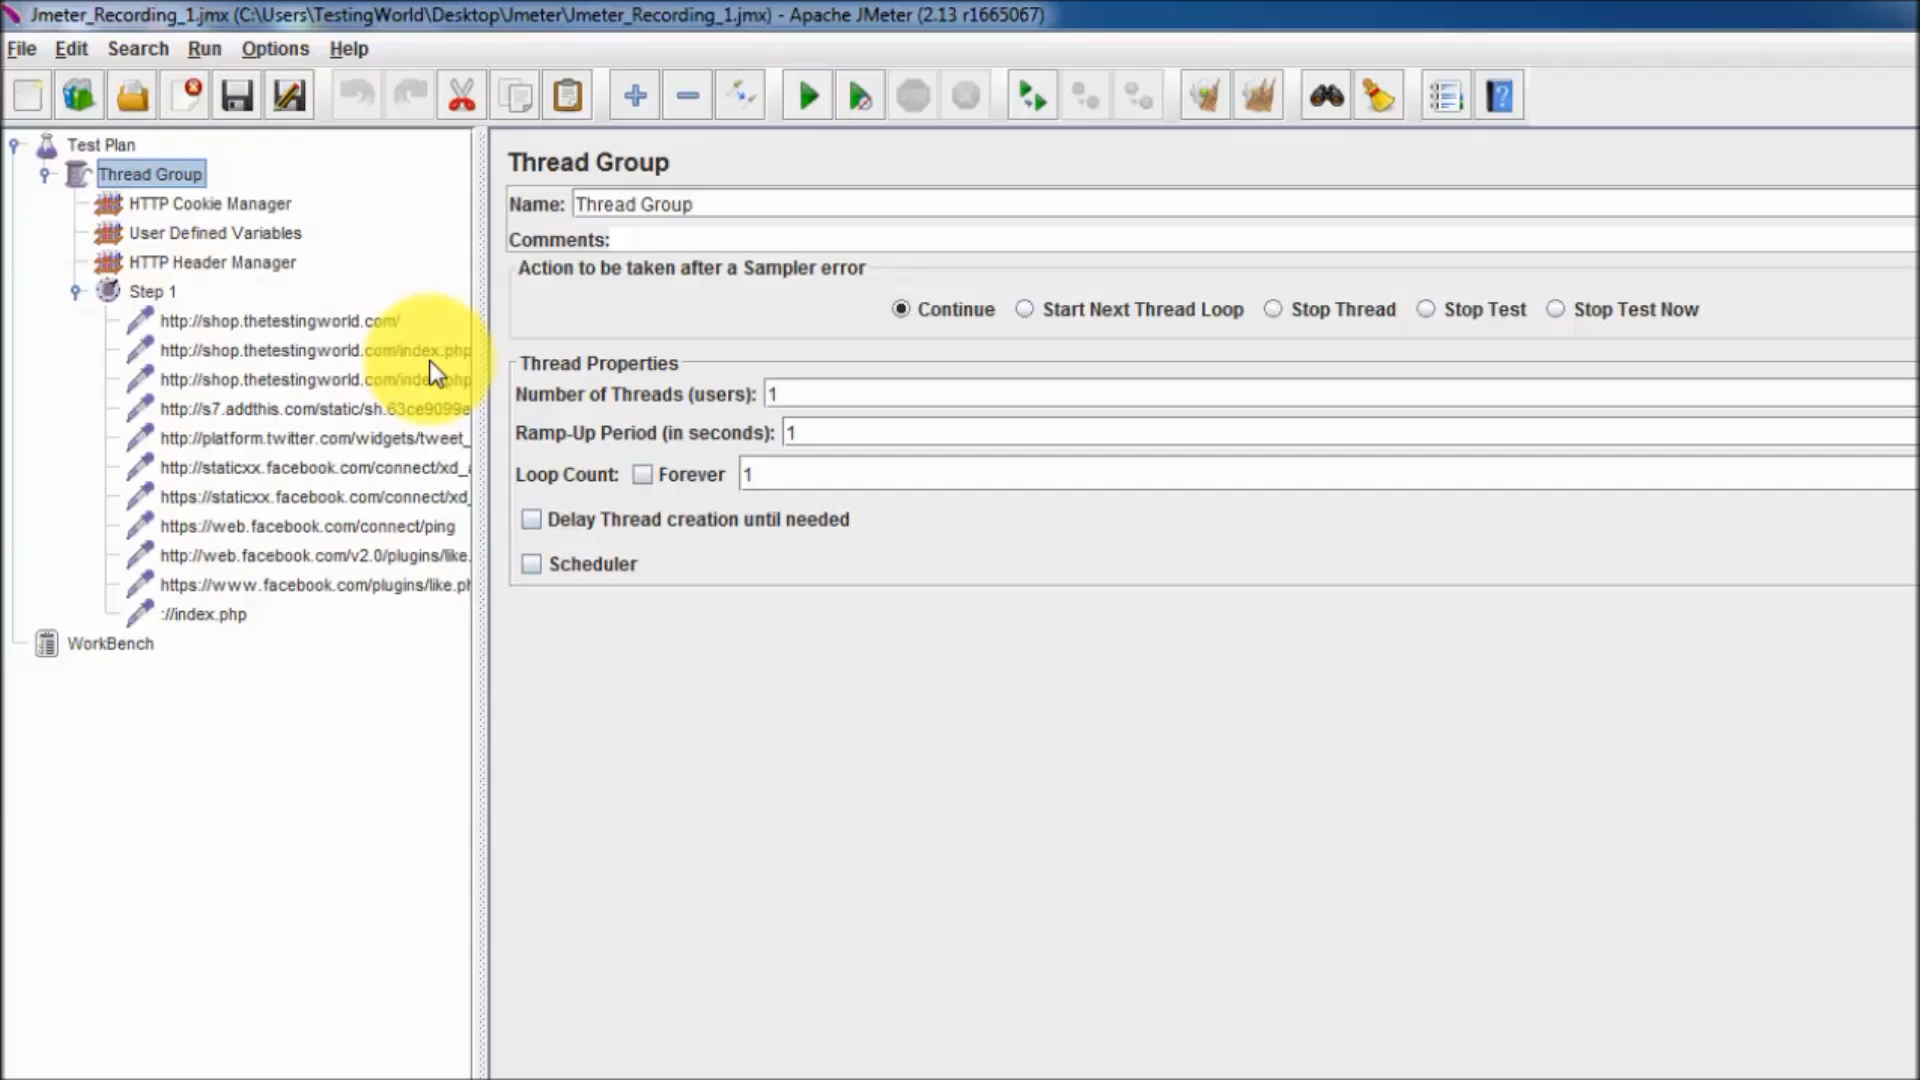 Jmeter_Recording_1.jmx (C:\Users\TestingWorld\Desktop\Jmeter\Jmeter_Recording_1.jmx) - Apache JMeter (2.13 r1665067)
File Edit Search Run Options Help
Test Plan
Thread Group
HTTP Cookie Manager
User Defined Variables
HTTP Header Manager
Step 1
http://shop.thetestingworld.com/
http://shop.thetestingworld.com/index.php
http://shop.thetestingworld.com/index.php
http://s7.addthis.com/static/sh.63ce9099e
http://platform.twitter.com/widgets/tweet_
http://staticxx.facebook.com/connect/xd_a
https://staticxx.facebook.com/connect/xd_
https://web.facebook.com/connect/ping
http://web.facebook.com/v2.0/plugins/like.
https://www.facebook.com/plugins/like.ph
://index.php
WorkBench
Thread Group
Name: Thread Group
Comments:
Action to be taken after a Sampler error
Continue Start Next Thread Loop Stop Thread Stop Test Stop Test Now
Thread Properties
Number of Threads (users): 1
Ramp-Up Period (in seconds): 1
Loop Count: Forever 1
Delay Thread creation until needed
Scheduler